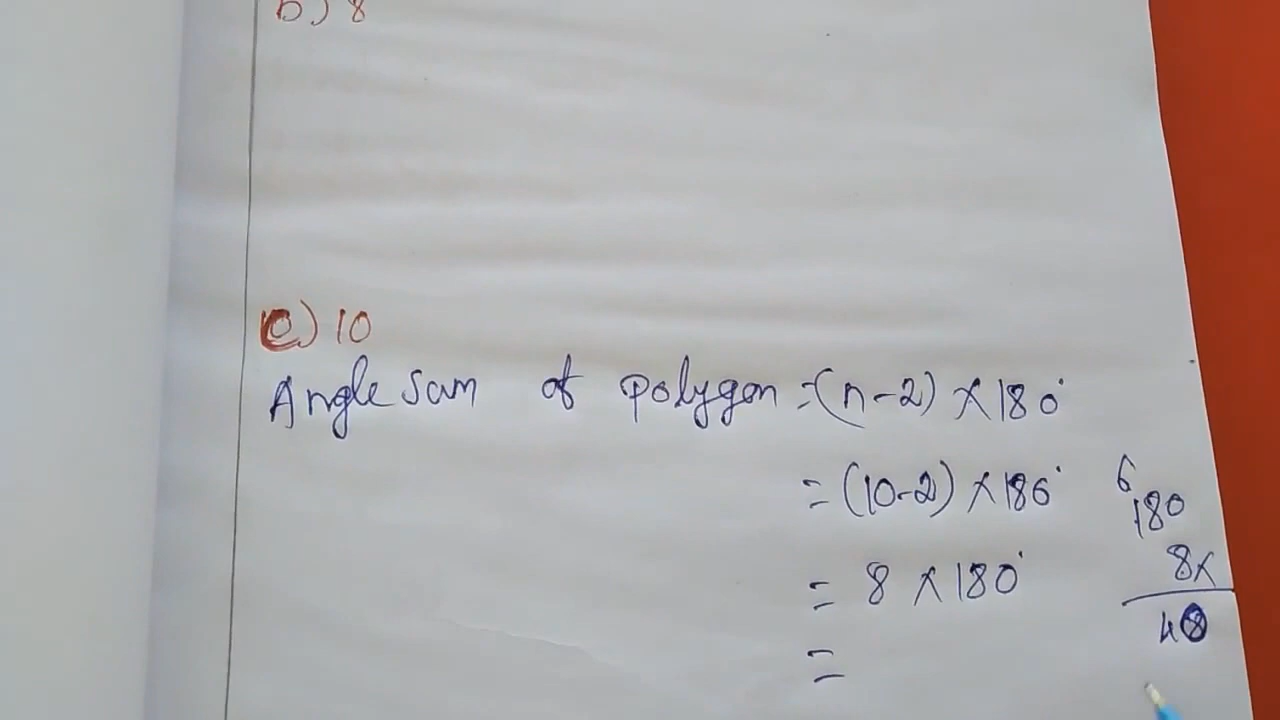 b) 8
c) 10
Angle sum of polygon = (n-2) × 180°
= (10-2) × 180°
= 8 × 180°
=
6
180
8×
40